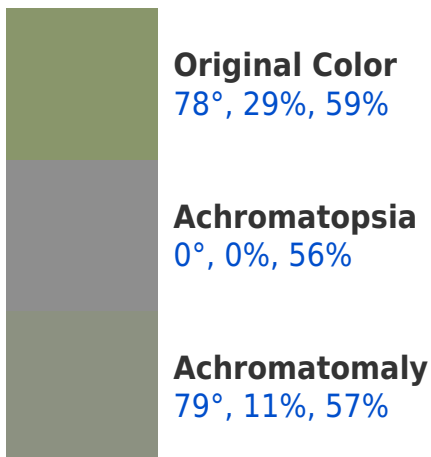 Original Color
78°, 29%, 59%
Achromatopsia
0°, 0%, 56%
Achromatomaly
79°, 11%, 57%